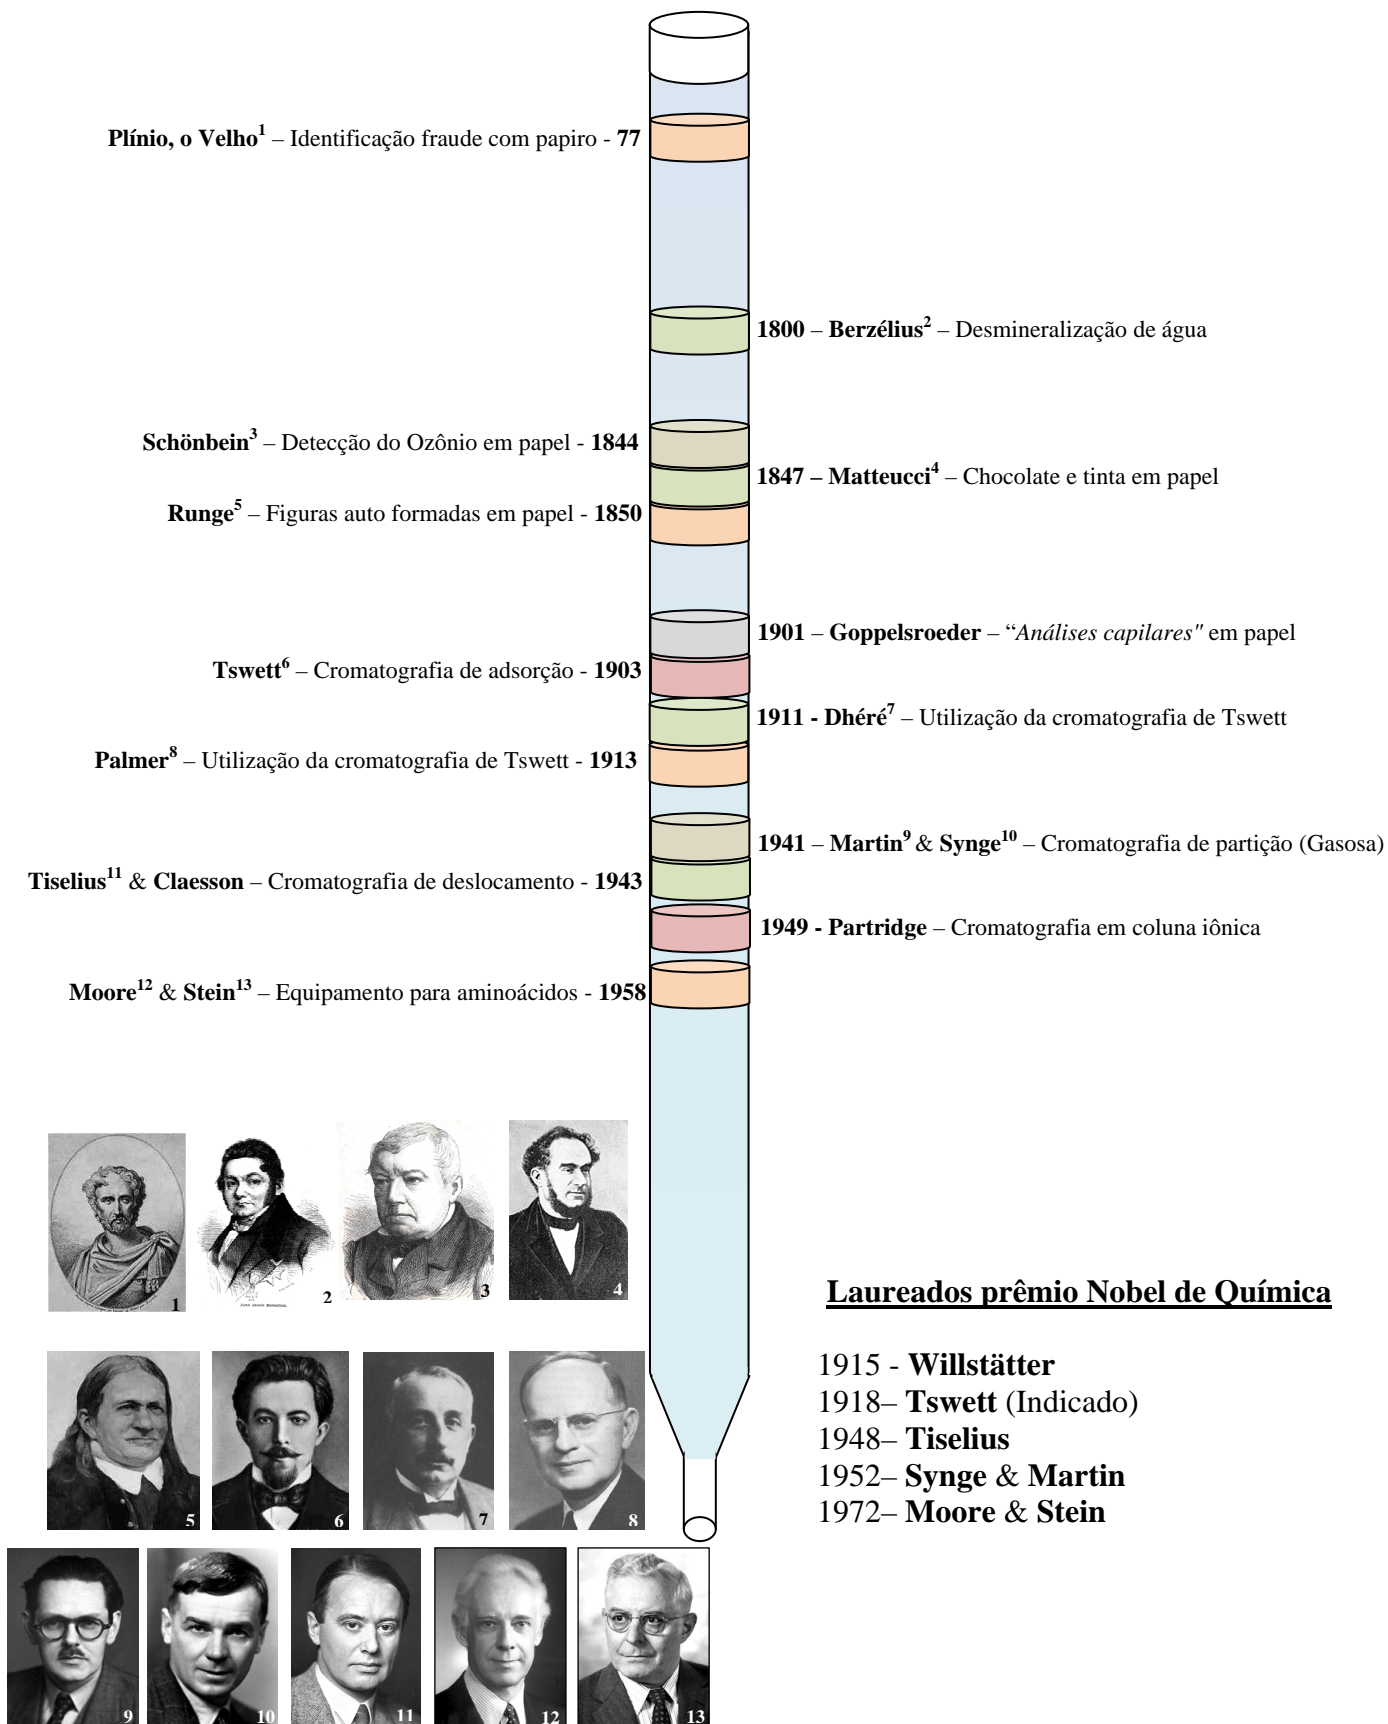 Plínio, o Velho1 – Identificação fraude com papiro - 77
1800 – Berzélius2 – Desmineralização de água
Schönbein3 – Detecção do Ozônio em papel - 1844
1847 – Matteucci4 – Chocolate e tinta em papel
Runge5 – Figuras auto formadas em papel - 1850
1901 – Goppelsroeder – “Análises capilares" em papel
Tswett6 – Cromatografia de adsorção - 1903
1911 - Dhéré7 – Utilização da cromatografia de Tswett
Palmer8 – Utilização da cromatografia de Tswett - 1913
1941 – Martin9 & Synge10 – Cromatografia de partição (Gasosa)
Tiselius11 & Claesson – Cromatografia de deslocamento - 1943
1949 - Partridge – Cromatografia em coluna iônica
Moore12 & Stein13 – Equipamento para aminoácidos - 1958
1
2
3
4
Laureados prêmio Nobel de Química
1915 - Willstätter
1918– Tswett (Indicado)
1948– Tiselius
1952– Synge & Martin
1972– Moore & Stein
5
6
7
8
9
10
11
12
13